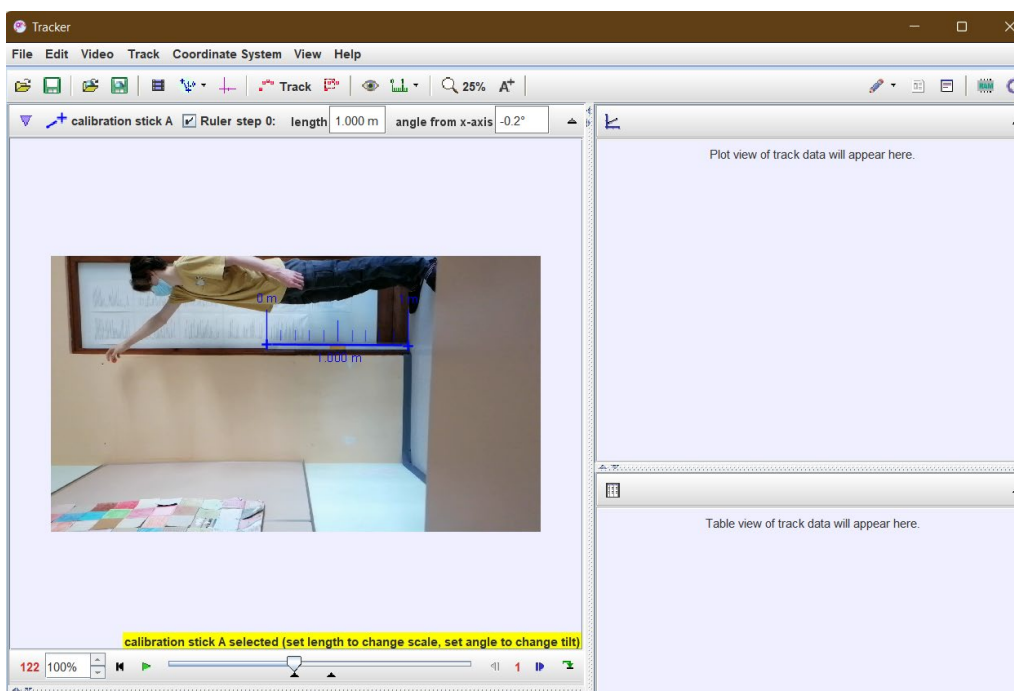 Tracker
File Edit Video Track Coordinate System View Help
Track 25% A+
calibration stick A Ruler step 0: length 1.000 m angle from x-axis -0.2°
Plot view of track data will appear here.
0 m
1.000 m
Table view of track data will appear here.
calibration stick A selected (set length to change scale, set angle to change tilt)
122 100% 1